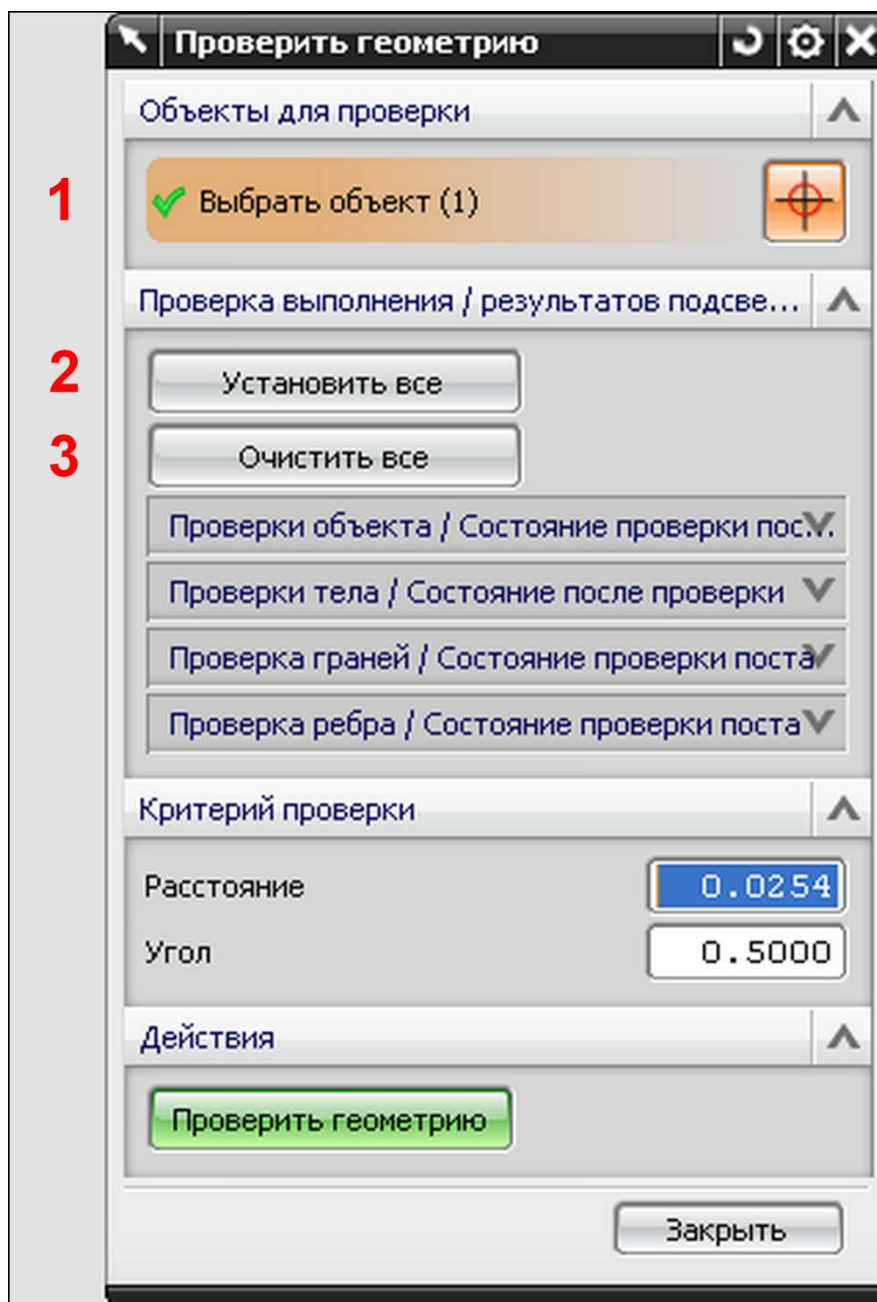 Проверить геометрию
Объекты для проверки
1
Выбрать объект (1)
Проверка выполнения / результатов подсве...
2
Установить все
3
Очистить все
Проверки объекта / Состояние проверки пос...
Проверки тела / Состояние после проверки
Проверка граней / Состояние проверки поста
Проверка ребра / Состояние проверки поста
Критерий проверки
Расстояние 0.0254
Угол 0.5000
Действия
Проверить геометрию
Закрыть